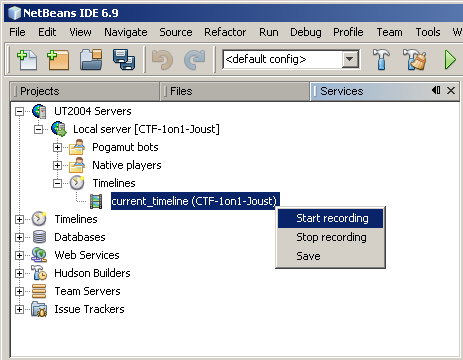 NetBeans IDE 6.9
File Edit View Navigate Source Refactor Run Debug Profile Team Tools W
<default config>
Projects Files Services
UT2004 Servers
Local server [CTF-1on1-Joust]
Pogamut bots
Native players
Timelines
current_timeline (CTF-1on1-Joust)
Start recording
Stop recording
Save
Timelines
Databases
Web Services
Hudson Builders
Team Servers
Issue Trackers